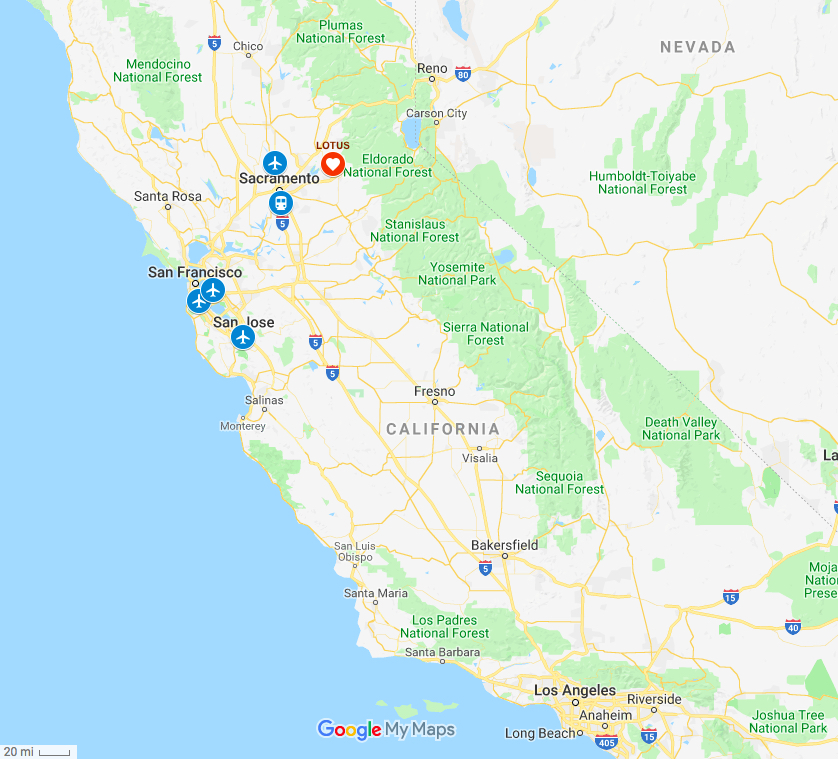 Plumas
National Forest
5
Chico
NEVADA
Mendocino
National Forest
Reno
80
Carson City
LOTUS
Eldorado
National Forest
Sacramento
Humboldt-Toiyabe
National Forest
Santa Rosa
5
Stanislaus
National Forest
San Francisco
Yosemite
National Park
San Jose
Sierra National
Forest
5
5
Fresno
Salinas
Monterey
CALIFORNIA
Death Valley
National Park
La
Visalia
Sequoia
National Forest
San Luis
Obispo
Bakersfield
5
Moja
Natio
Prese
Santa Maria
15
40
Los Padres
National Forest
Santa Barbara
Los Angeles
Riverside
Anaheim
Joshua Tree
National Park
Google My Maps
Long Beach
405
15
20 mi